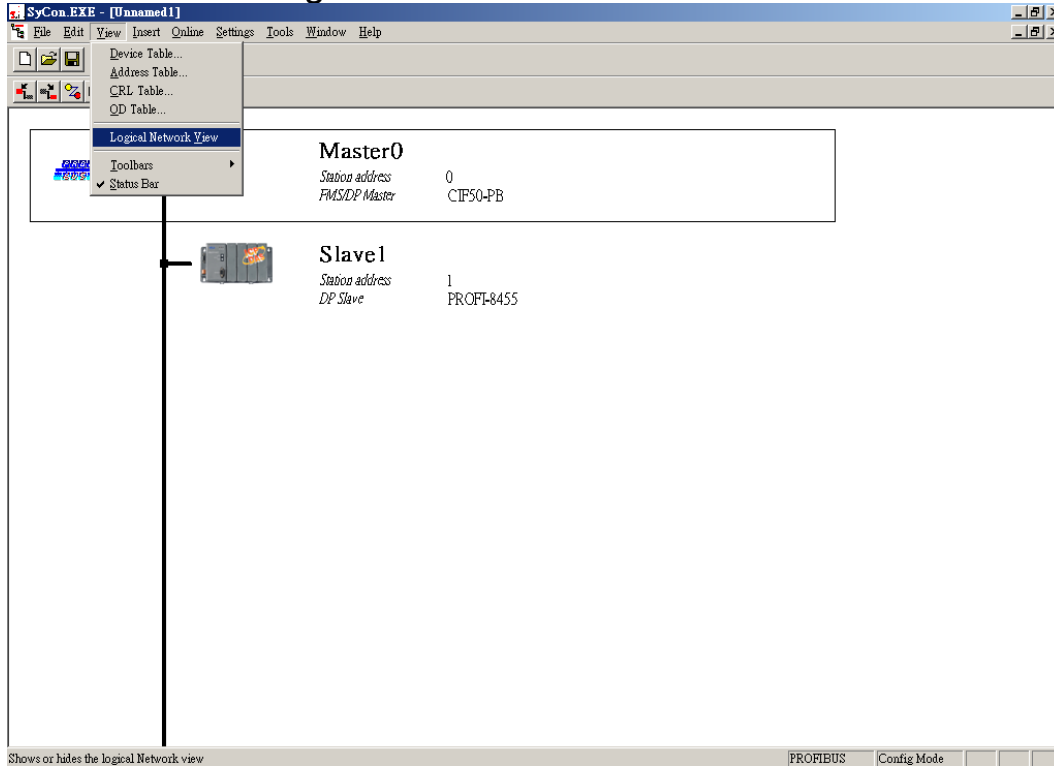 SyCon.EXE - [Unnamed1]
File Edit View Insert Online Settings Tools Window Help
Device Table...
Address Table...
CRL Table...
OD Table...
Logical Network View
Toolbars
Status Bar
Master0
Station address 0
FMS/DP Master CIF50-PB
Slave1
Station address 1
DP Slave PROFI-8455
Shows or hides the logical Network view PROFIBUS Config Mode